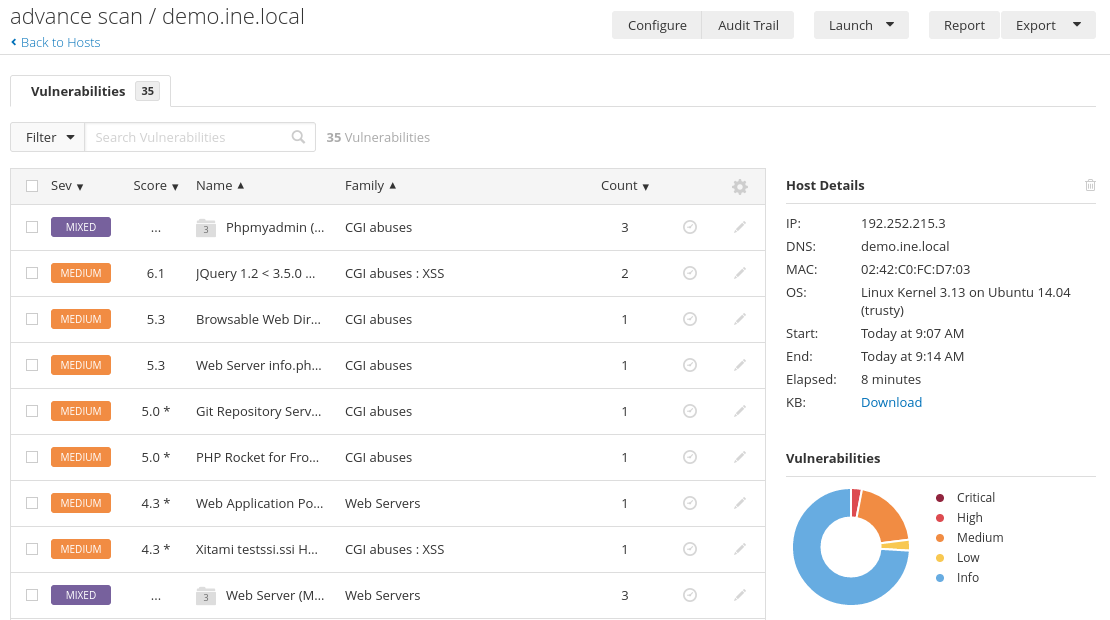 advance scan / demo.ine.local
Back to Hosts
Configure Audit Trail Launch Report Export
Vulnerabilities 35
Filter Search Vulnerabilities 35 Vulnerabilities
Sev Score Name Family Count
MIXED ... 3 Phpmyadmin (... CGI abuses 3
MEDIUM 6.1 JQuery 1.2 < 3.5.0 ... CGI abuses : XSS 2
MEDIUM 5.3 Browsable Web Dir... CGI abuses 1
MEDIUM 5.3 Web Server info.ph... CGI abuses 1
MEDIUM 5.0 * Git Repository Serv... CGI abuses 1
MEDIUM 5.0 * PHP Rocket for Fro... CGI abuses 1
MEDIUM 4.3 * Web Application Po... Web Servers 1
MEDIUM 4.3 * Xitami testssi.ssi H... CGI abuses : XSS 1
MIXED ... 3 Web Server (M... Web Servers 3
Host Details
IP: 192.252.215.3
DNS: demo.ine.local
MAC: 02:42:C0:FC:D7:03
OS: Linux Kernel 3.13 on Ubuntu 14.04
(trusty)
Start: Today at 9:07 AM
End: Today at 9:14 AM
Elapsed: 8 minutes
KB: Download
Vulnerabilities
Critical
High
Medium
Low
Info